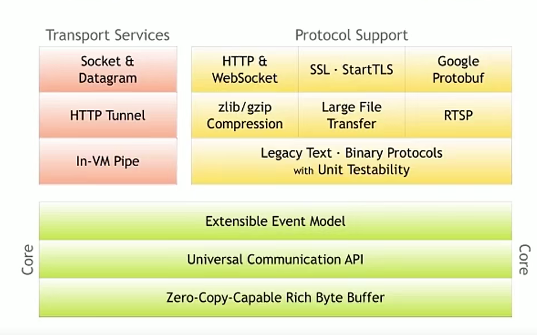 Transport Services
Protocol Support
Socket &
Datagram
HTTP Tunnel
In-VM Pipe
HTTP &
WebSocket
SSL · StartTLS
Google
Protobuf
zlib/gzip
Compression
Large File
Transfer
RTSP
Legacy Text · Binary Protocols
with Unit Testability
Core
Extensible Event Model
Universal Communication API
Zero-Copy-Capable Rich Byte Buffer
Core